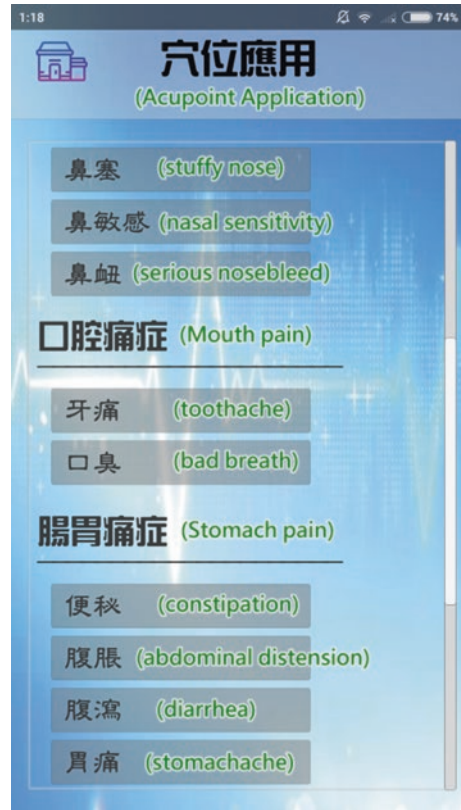 1:18 74%
穴位應用
(Acupoint Application)
鼻塞 (stuffy nose)
鼻敏感 (nasal sensitivity)
鼻衄 (serious nosebleed)
口腔痛症 (Mouth pain)
牙痛 (toothache)
口臭 (bad breath)
腸胃痛症 (Stomach pain)
便秘 (constipation)
腹脹 (abdominal distension)
腹瀉 (diarrhea)
胃痛 (stomachache)